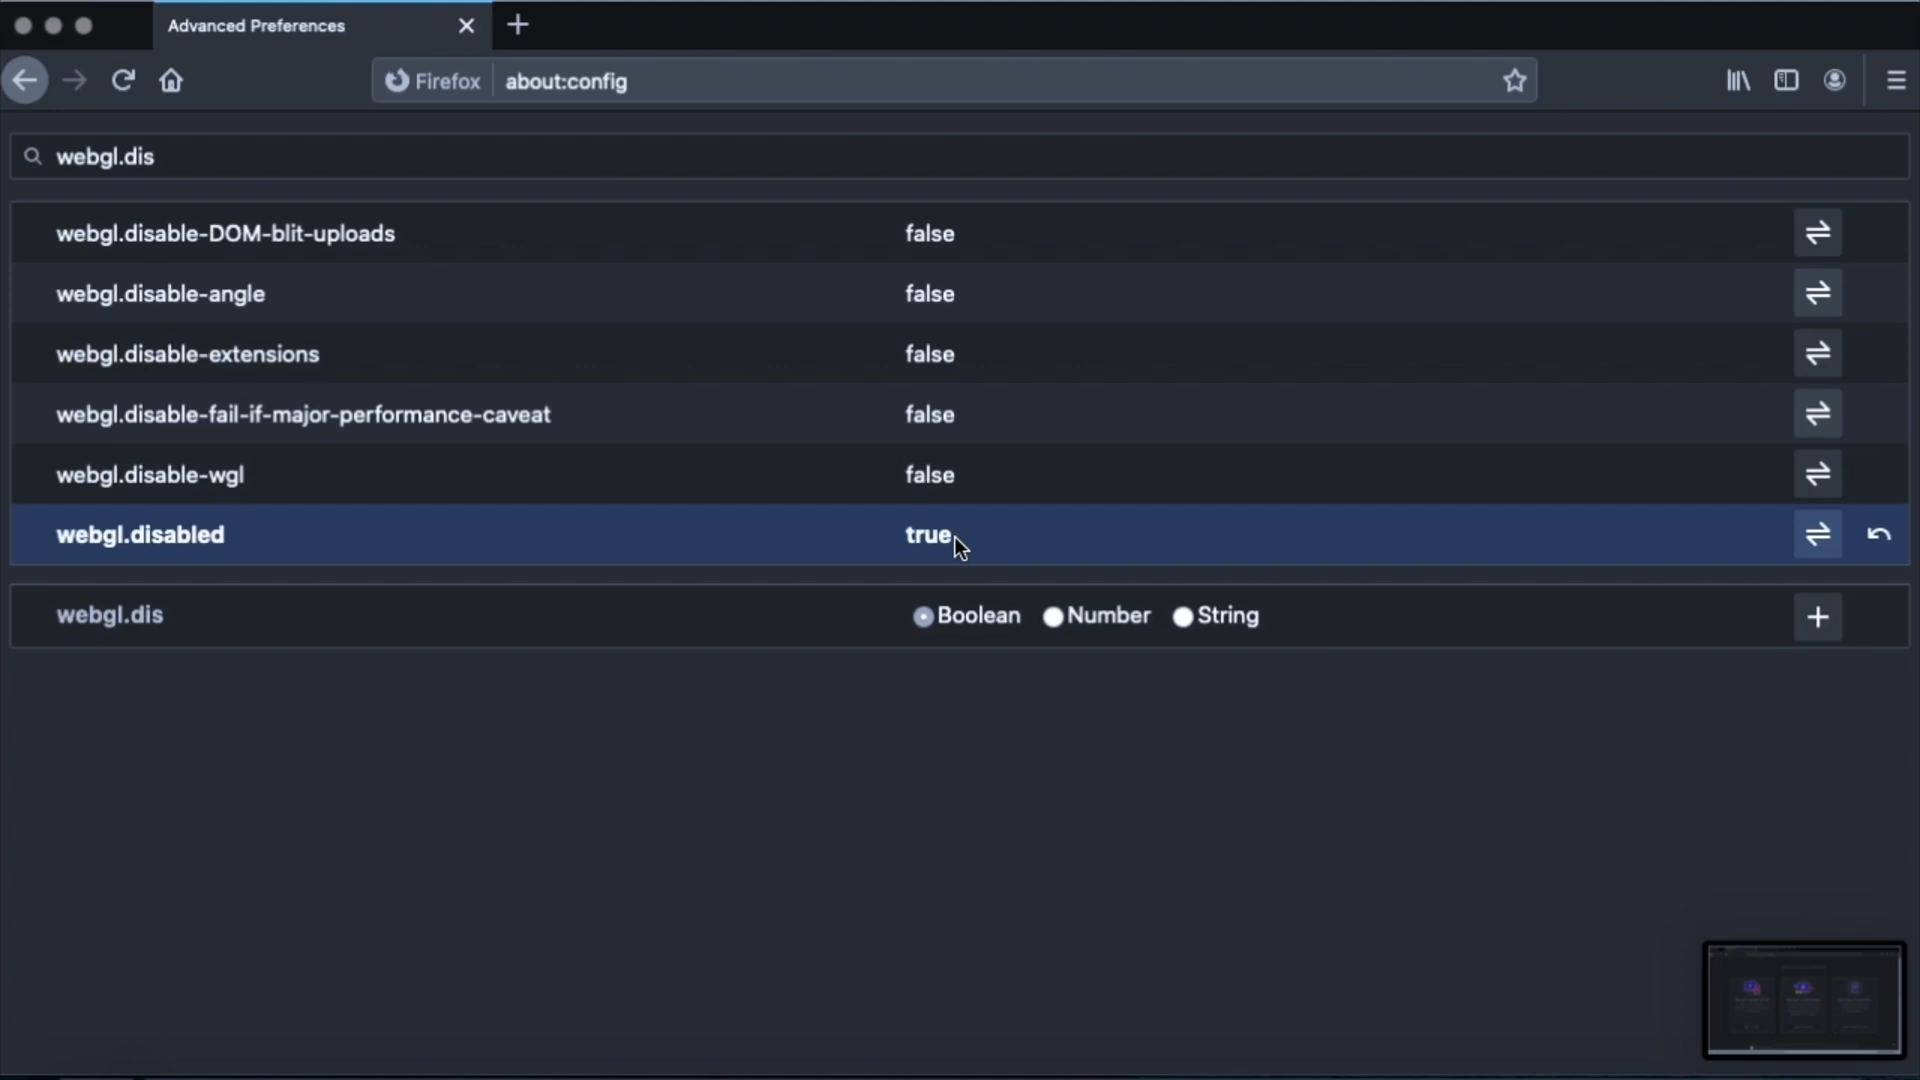 Advanced Preferences
Firefox about:config
webgl.dis
webgl.disable-DOM-blit-uploads false
webgl.disable-angle false
webgl.disable-extensions false
webgl.disable-fail-if-major-performance-caveat false
webgl.disable-wgl false
webgl.disabled true
webgl.dis Boolean Number String